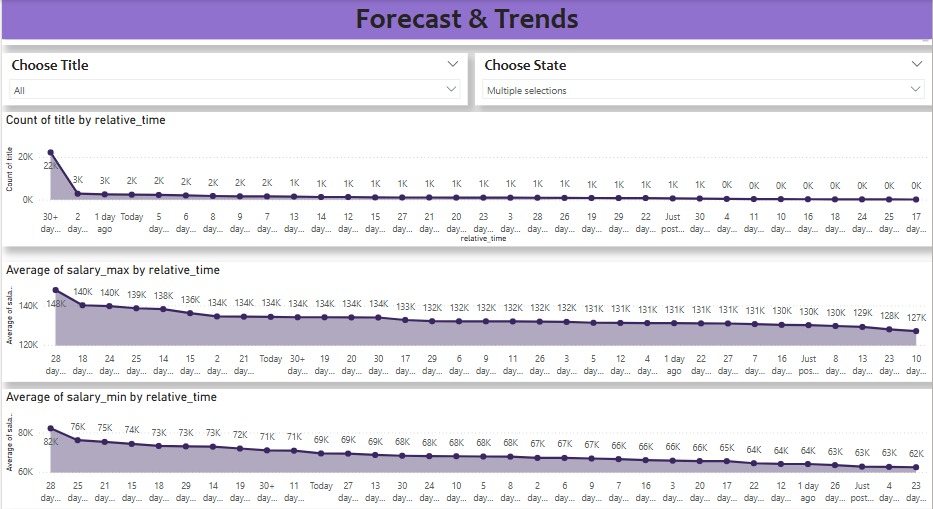 Forecast & Trends
Choose Title
Choose State
All
Multiple selections
Count of title by relative_time
Count of title
20K
0K
22K 3K 3K 2K 2K 2K 2K 2K 2K 1K 1K 1K 1K 1K 1K 1K 1K 1K 1K 1K 1K 1K 1K 1K 1K 0K 0K 0K 0K 0K 0K 0K 0K
30+ 2 1 day Today 5 6 8 9 7 13 14 12 15 27 21 20 23 3 28 26 19 29 22 Just 30 4 11 10 16 18 24 25 17
day... day... ago day... day... day... day... day... day... day... day... day... day... day... day... day... day... day... day... day... day... day... post... day... day... day... day... day... day... day... day... day...
relative_time
Average of salary_max by relative_time
Average of sala...
140K
120K
148K 140K 140K 139K 138K 136K 134K 134K 134K 134K 134K 134K 134K 133K 132K 132K 132K 132K 132K 132K 131K 131K 131K 131K 131K 131K 131K 130K 130K 130K 129K 128K 127K
28 18 24 25 14 15 2 21 Today 30+ 19 20 30 17 29 6 9 11 26 3 5 12 4 1 day 22 27 7 16 Just 8 13 23 10
day... day... day... day... day... day... day... day... day... day... day... day... day... day... day... day... day... day... day... day... day... day... ago day... day... day... day... pos... day... day... day... day...
Average of salary_min by relative_time
Average of sala...
80K
60K
82K 76K 75K 74K 73K 73K 73K 72K 71K 71K 69K 69K 69K 68K 68K 68K 68K 68K 67K 67K 67K 66K 66K 66K 66K 65K 64K 64K 64K 63K 63K 63K 62K
28 25 21 15 18 29 14 19 30+ 11 Today 27 13 30 24 10 5 8 2 6 9 7 16 3 20 17 22 12 1 day 26 Just 4 23
day... day... day... day... day... day... day... day... day... day... day... day... day... day... day... day... day... day... day... day... day... day... day... day... day... day... day... ago day... post... day... day...